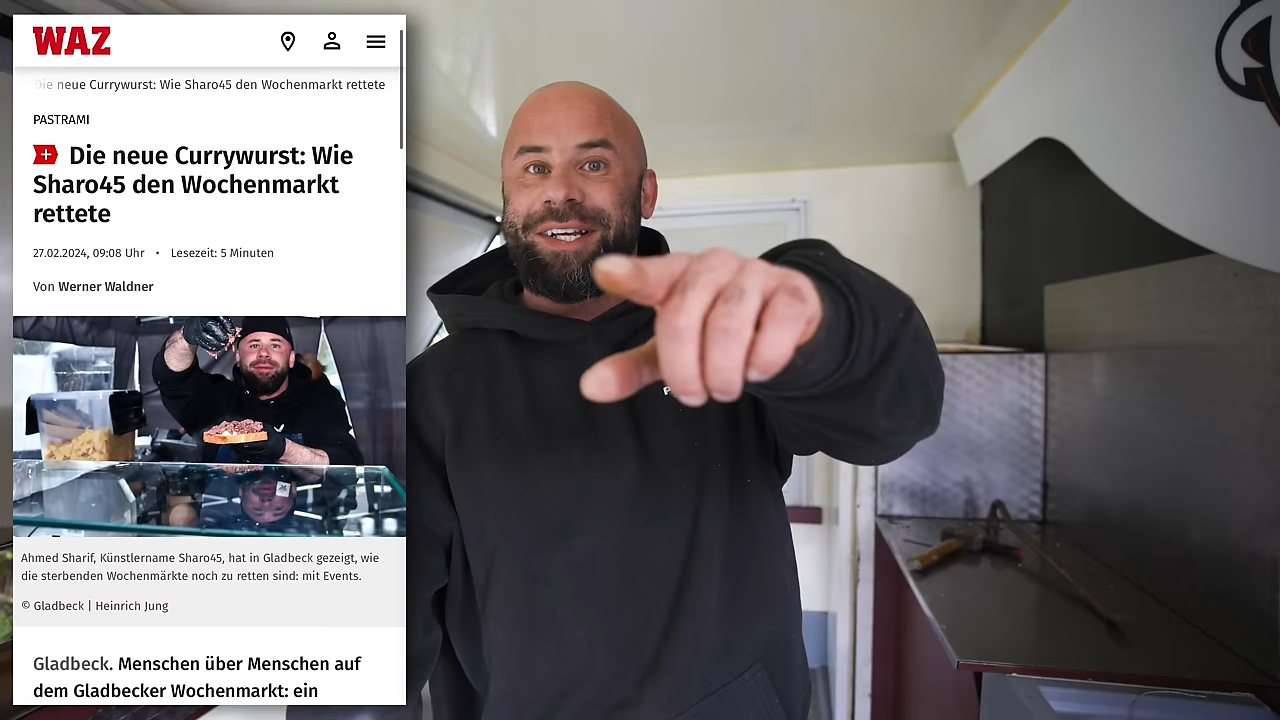 WAZ
Die neue Currywurst: Wie Sharo45 den Wochenmarkt rettete
PASTRAMI
Die neue Currywurst: Wie
Sharo45 den Wochenmarkt
rettete
27.02.2024, 09:08 Uhr • Lesezeit: 5 Minuten
Von Werner Waldner
Ahmed Sharif, Künstlername Sharo45, hat in Gladbeck gezeigt, wie
die sterbenden Wochenmärkte noch zu retten sind: mit Events.
© Gladbeck | Heinrich Jung
Gladbeck. Menschen über Menschen auf
dem Gladbecker Wochenmarkt: ein